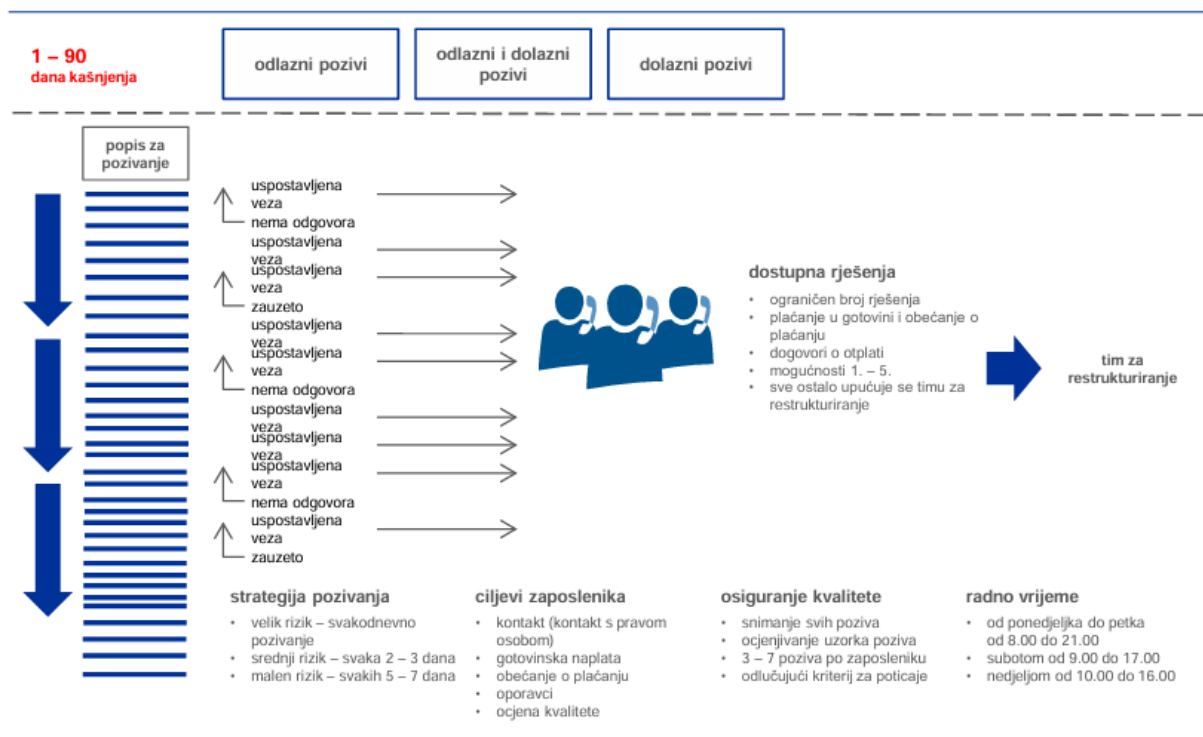 1 – 90
dana kašnjenja
odlazni pozivi
odlazni i dolazni
pozivi
dolazni pozivi
popis za
pozivanje
uspostavljena
veza
nema odgovora
uspostavljena
veza
uspostavljena
veza
zauzeto
uspostavljena
veza
uspostavljena
veza
nema odgovora
uspostavljena
veza
uspostavljena
veza
uspostavljena
veza
nema odgovora
uspostavljena
veza
zauzeto
dostupna rješenja
• ograničen broj rješenja
• plaćanje u gotovini i obećanje o
plaćanju
• dogovori o otplati
• mogućnosti 1. – 5.
• sve ostalo upućuje se timu za
restrukturiranje
tim za
restrukturiranje
strategija pozivanja
• velik rizik – svakodnevno
pozivanje
• srednji rizik – svaka 2 – 3 dana
• malen rizik – svakih 5 – 7 dana
ciljevi zaposlenika
• kontakt (kontakt s pravom
osobom)
• gotovinska naplata
• obećanje o plaćanju
• oporavci
• ocjena kvalitete
osiguranje kvalitete
• snimanje svih poziva
• ocjenjivanje uzorka poziva
• 3 – 7 poziva po zaposleniku
• odlučujući kriterij za poticaje
radno vrijeme
• od ponedjeljka do petka
od 8.00 do 21.00
• subotom od 9.00 do 17.00
• nedjeljom od 10.00 do 16.00